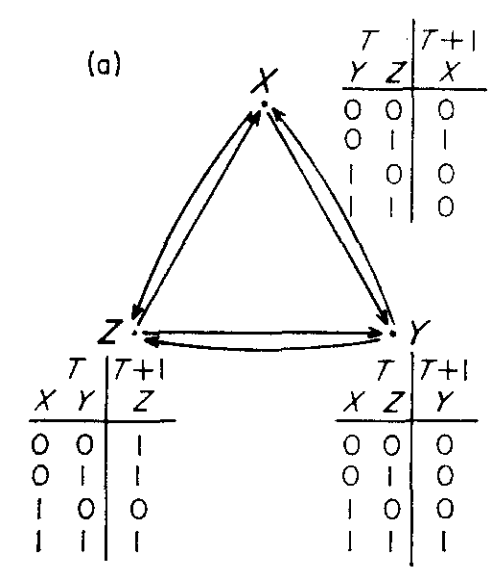 (a)
X
T T+1
Y Z X
0 0 0
0 1 1
1 0 0
1 1 0
Z
T T+1
X Y Z
0 0 1
0 1 1
1 0 0
1 1 1
Y
T T+1
X Z Y
0 0 0
0 1 0
1 0 0
1 1 1